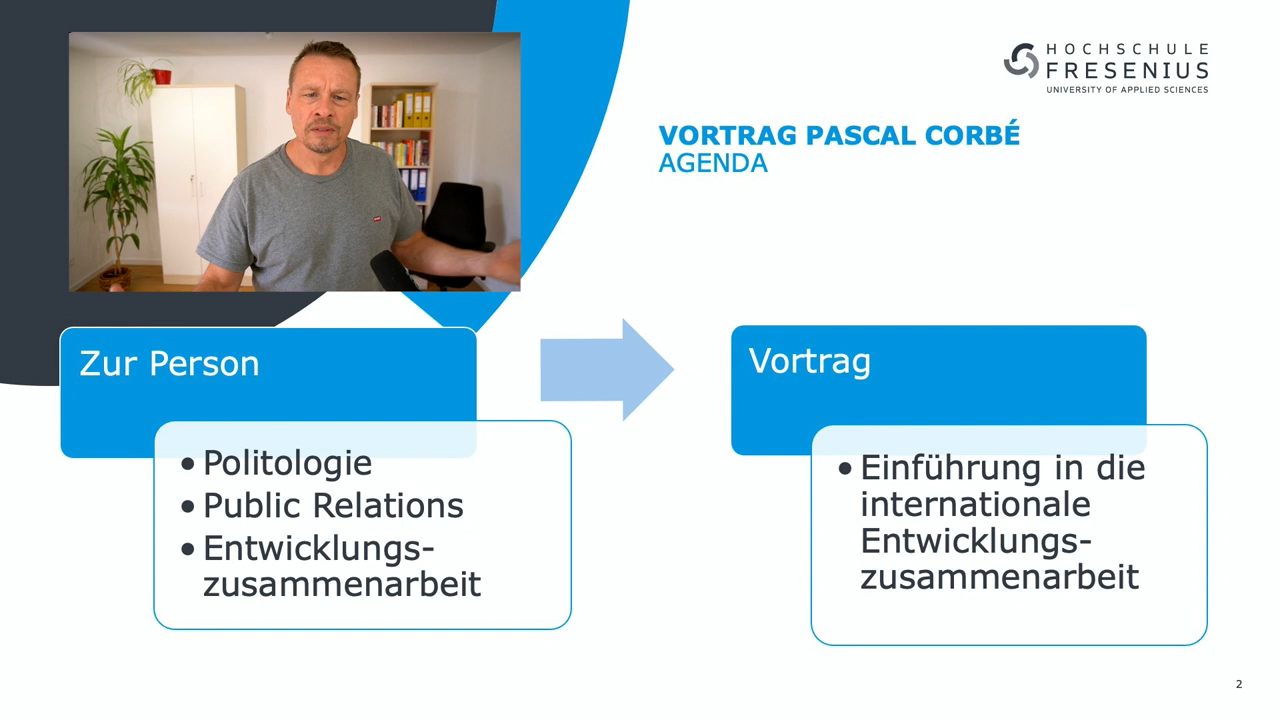 HOCHSCHULE
FRESENIUS
UNIVERSITY OF APPLIED SCIENCES
VORTRAG PASCAL CORBÉ
AGENDA
Zur Person
• Politologie
• Public Relations
• Entwicklungs-
zusammenarbeit
Vortrag
• Einführung in die
internationale
Entwicklungs-
zusammenarbeit
2